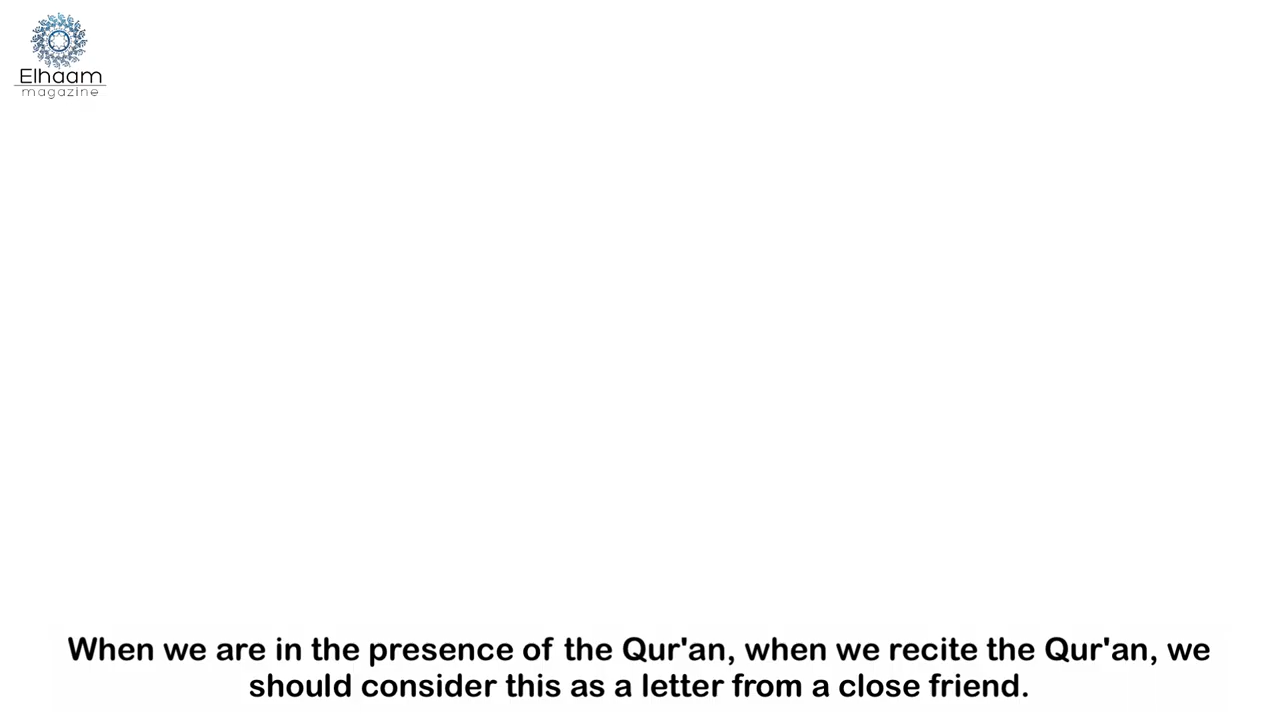 Elhaam
magazine
When we are in the presence of the Qur'an, when we recite the Qur'an, we
should consider this as a letter from a close friend.